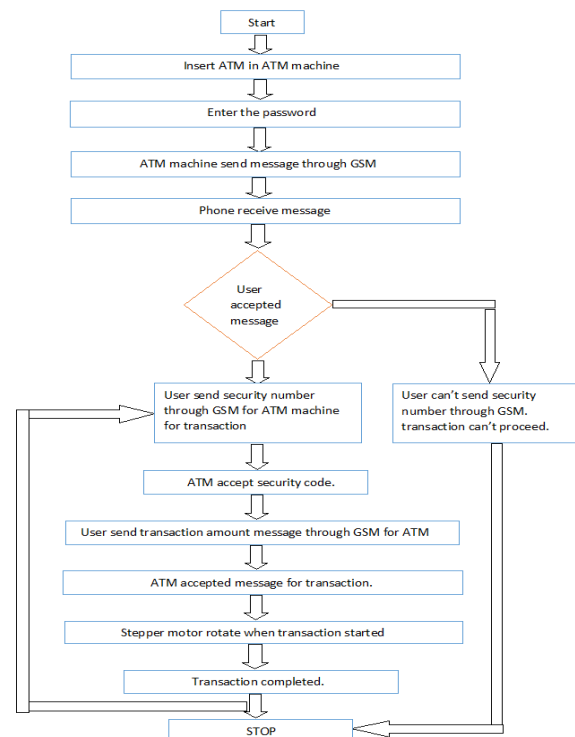 Start
Insert ATM in ATM machine
Enter the password
ATM machine send message through GSM
Phone receive message
User
accepted
message
User send security number
through GSM for ATM machine
for transaction
User can't send security
number through GSM.
transaction can't proceed.
ATM accept security code.
User send transaction amount message through GSM for ATM
ATM accepted message for transaction.
Stepper motor rotate when transaction started
Transaction completed.
STOP